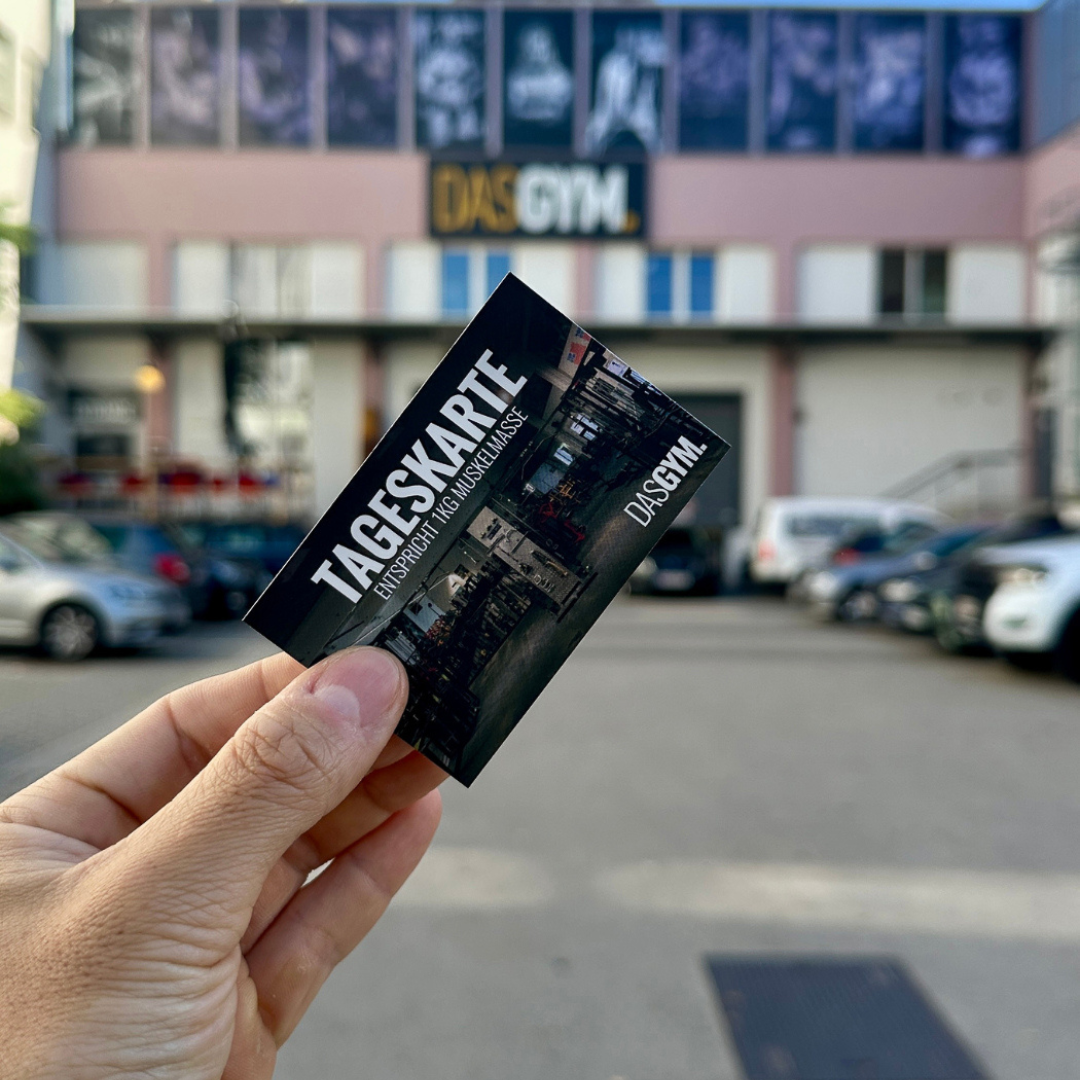 DASGYM.
TAGESKARTE
ENTSPRICHT 1KG MUSKELMASSE
DASGYM.